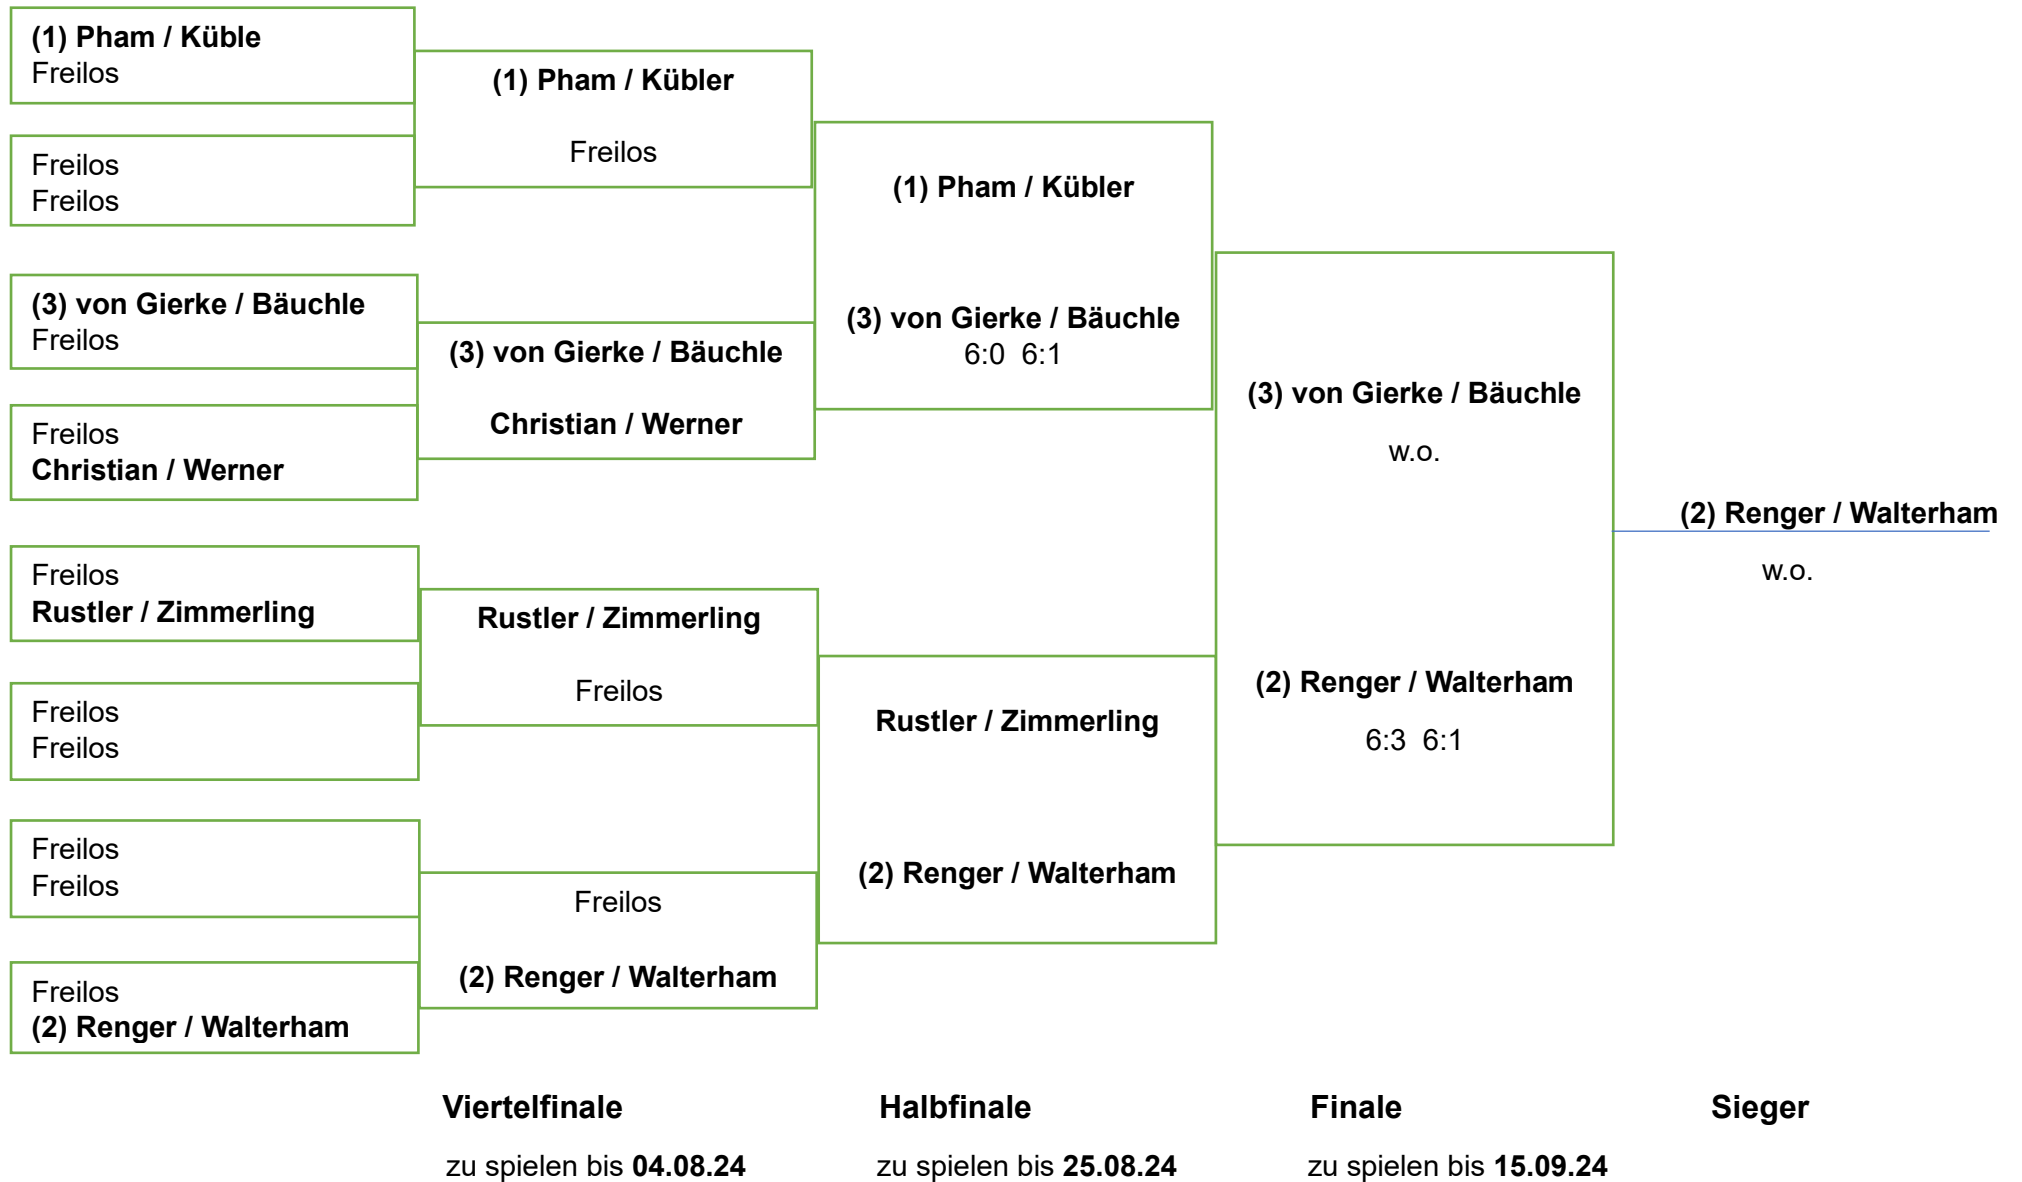 (1) Pham / Küble
Freilos
Freilos
Freilos
(3) von Gierke / Bäuchle
Freilos
Freilos
Christian / Werner
Freilos
Rustler / Zimmerling
Freilos
Freilos
Freilos
Freilos
Freilos
(2) Renger / Walterham
(1) Pham / Kübler
Freilos
(3) von Gierke / Bäuchle
Christian / Werner
Rustler / Zimmerling
Freilos
Freilos
(2) Renger / Walterham
(1) Pham / Kübler
(3) von Gierke / Bäuchle
6:0 6:1
Rustler / Zimmerling
(2) Renger / Walterham
(3) von Gierke / Bäuchle
w.o.
(2) Renger / Walterham
6:3 6:1
(2) Renger / Walterham
w.o.
Viertelfinale
zu spielen bis 04.08.24
Halbfinale
zu spielen bis 25.08.24
Finale
zu spielen bis 15.09.24
Sieger